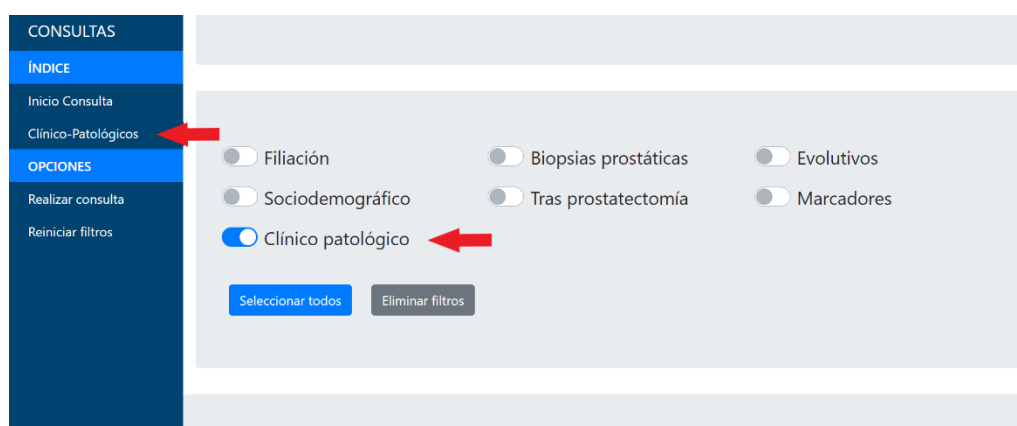 CONSULTAS
ÍNDICE
Inicio Consulta
Clínico-Patológicos
OPCIONES
Realizar consulta
Reiniciar filtros
Filiación
Biopsias prostáticas
Evolutivos
Sociodemográfico
Tras prostatectomía
Marcadores
Clínico patológico
Seleccionar todos
Eliminar filtros